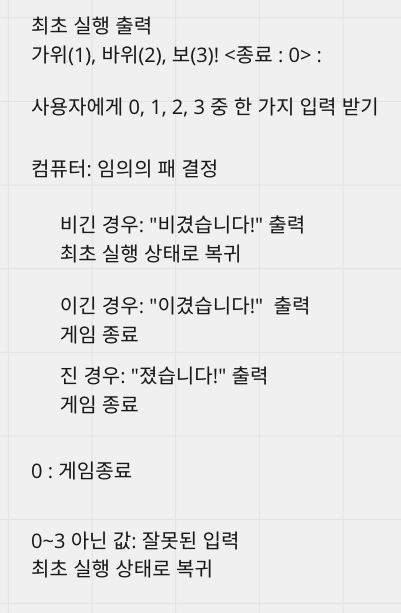 최초 실행 출력
가위(1), 바위(2), 보(3)! <종료 : 0> :
사용자에게 0, 1, 2, 3 중 한 가지 입력 받기
컴퓨터: 임의의 패 결정
비긴 경우: "비겼습니다!" 출력
최초 실행 상태로 복귀
이긴 경우: "이겼습니다!"  출력
게임 종료
진 경우: "졌습니다!" 출력
게임 종료
0 : 게임종료
0~3 아닌 값: 잘못된 입력
최초 실행 상태로 복귀